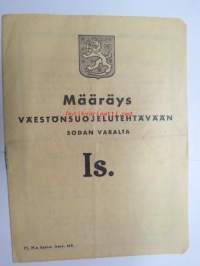 Määräys
VÄESTÖNSUOJELUTEHTÄVÄÄN
SODAN VARALTA
Is.